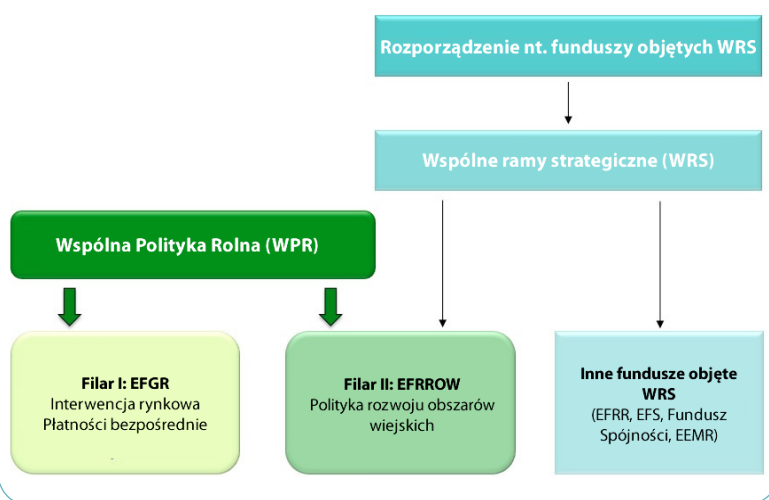 Rozporządzenie nt. funduszy objętych WRS
Wspólne ramy strategiczne (WRS)
Wspólna Polityka Rolna (WPR)
Filar I: EFGR
Interwencja rynkowa
Płatności bezpośrednie
Filar II: EFRROW
Polityka rozwoju obszarów
wiejskich
Inne fundusze objęte
WRS
(EFRR, EFS, Fundusz
Spójności, EEMR)